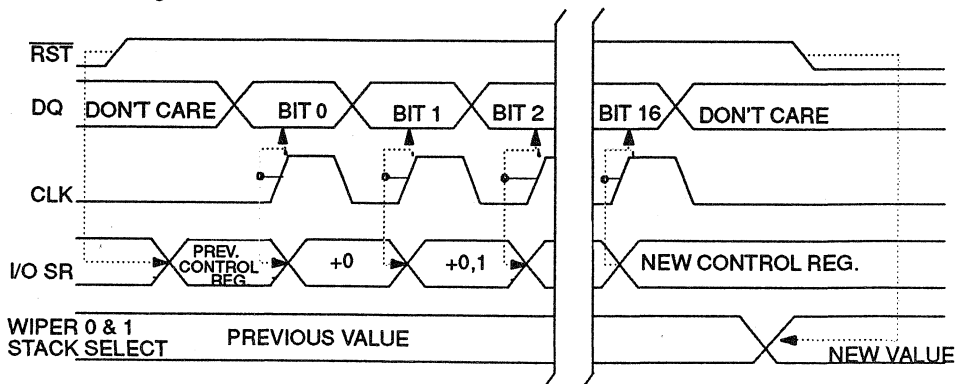 RST
DQ DON'T CARE BIT 0 BIT 1 BIT 2 BIT 16 DON'T CARE
CLK
I/O SR PREV. CONTROL REG +0 +0,1 NEW CONTROL REG.
WIPER 0 & 1
STACK SELECT PREVIOUS VALUE NEW VALUE